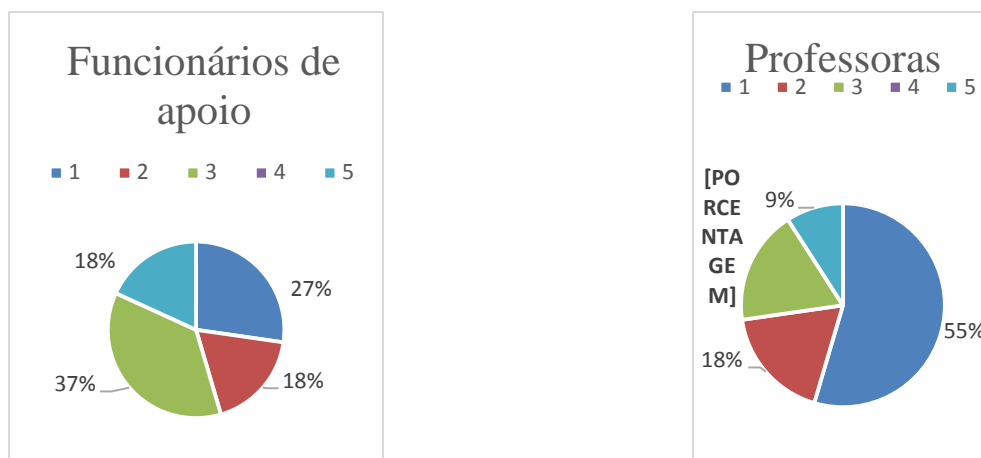 Funcionários de
apoio
1 2 3 4 5
18%
27%
37%
18%
Professoras
1 2 3 4 5
[PO
RCE
NTA
GE
M]
9%
18%
55%